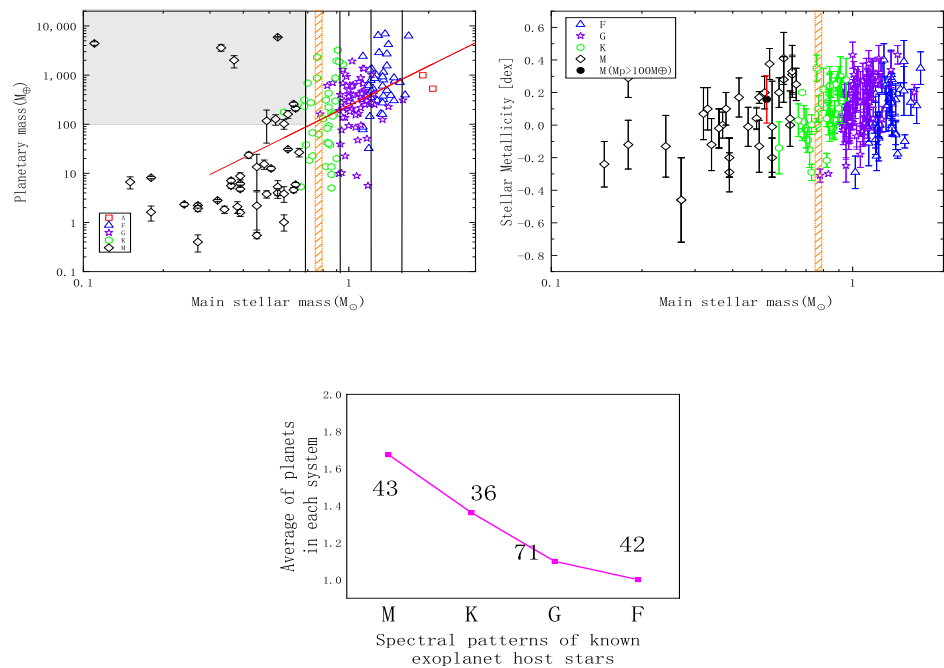 10,000
1,000
100
10
1
0.1
Planetary mass(M⊕)
A
F
G
K
M
0.1
1
Main stellar mass(M☉)
0.8
0.6
0.4
0.2
0.0
-0.2
-0.4
-0.6
-0.8
Stellar Metallicity [dex]
F
G
K
M
M(Mp>100M⊕)
0.1
1
Main stellar mass(M☉)
2.0
1.8
1.6
1.4
1.2
1.0
Average of planets
in each system
43
36
71
42
M K G F
Spectral patterns of known
exoplanet host stars